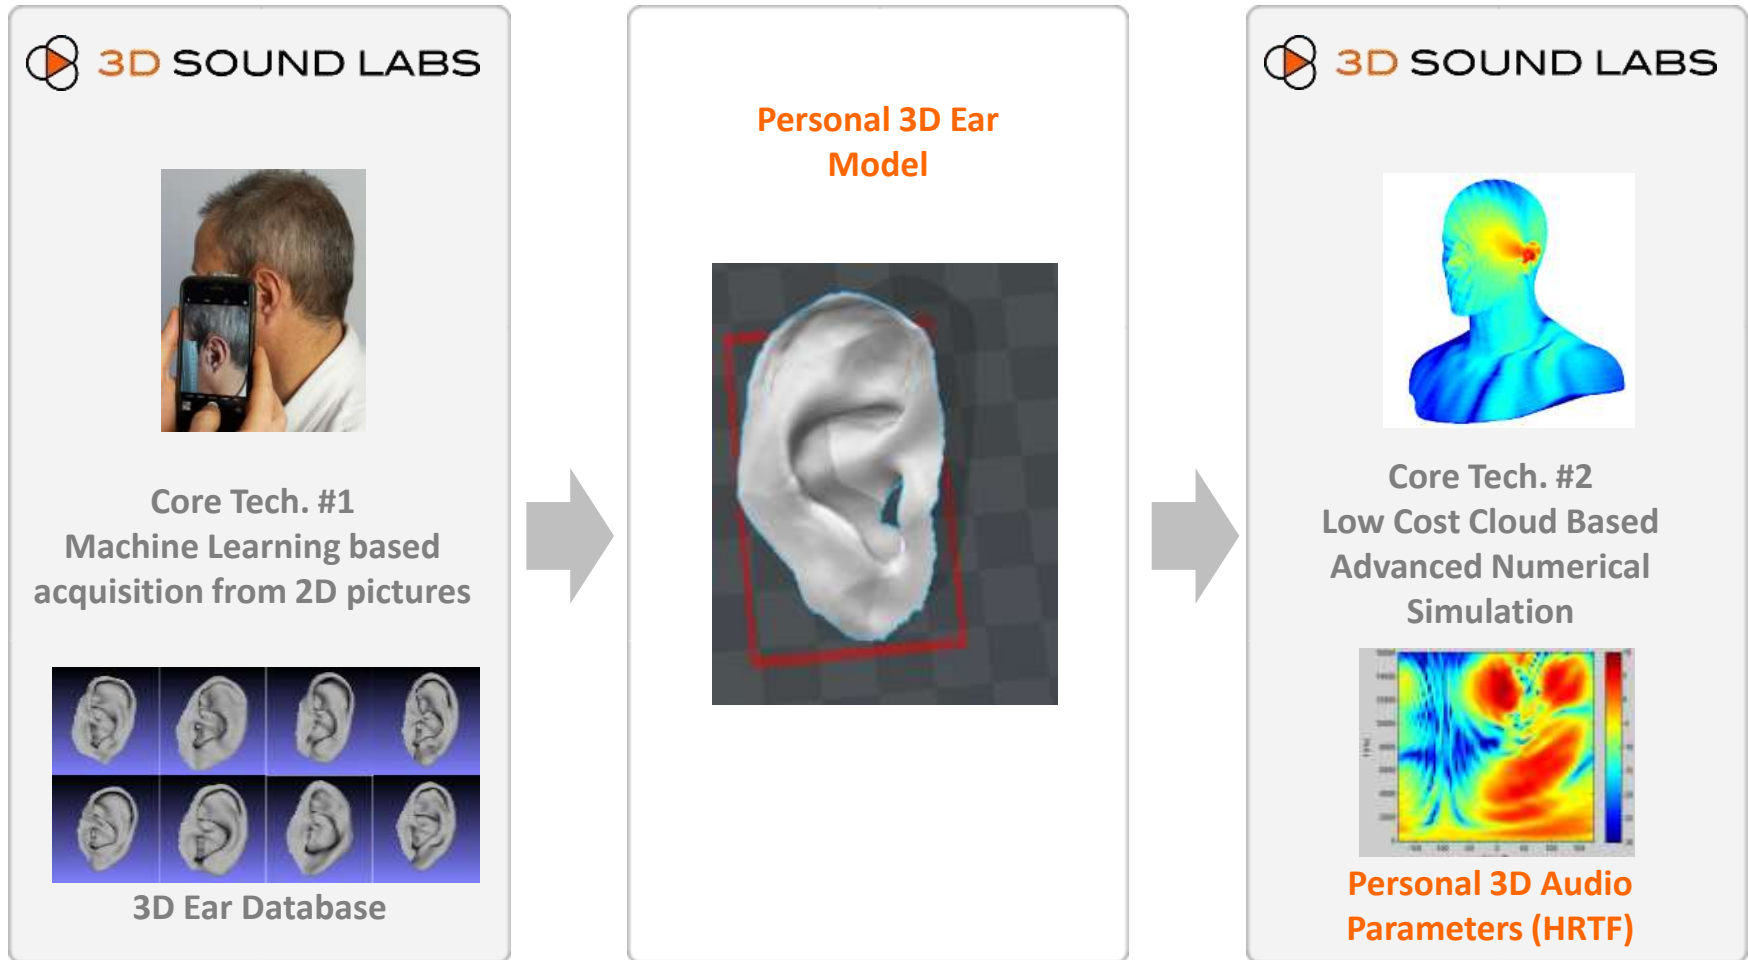 3D SOUND LABS
Core Tech. #1
Machine Learning based
acquisition from 2D pictures
3D Ear Database
Personal 3D Ear
Model
3D SOUND LABS
Core Tech. #2
Low Cost Cloud Based
Advanced Numerical
Simulation
Personal 3D Audio
Parameters (HRTF)